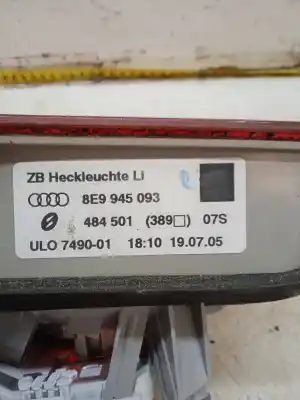 ZB Heckleuchte Li
8E9 945 093
484 501 (389□) 07S
ULO 7490-01 18:10 19.07.05